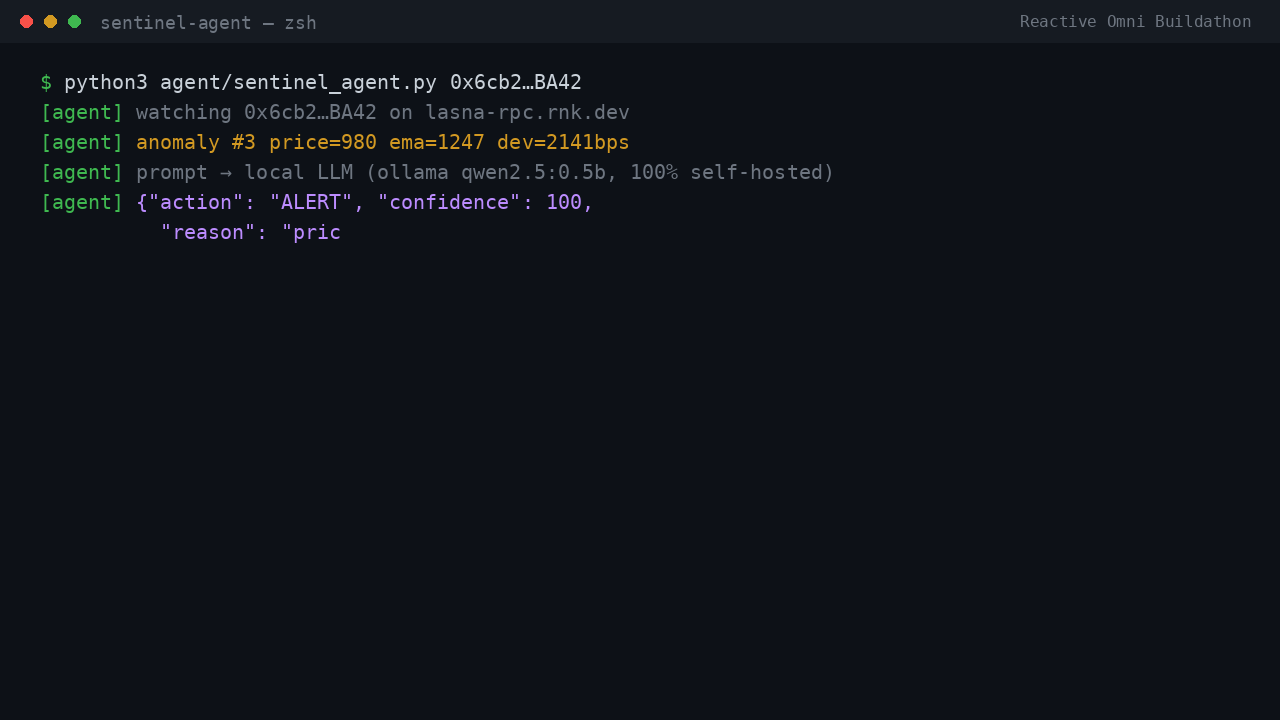 sentinel-agent — zsh
Reactive Omni Buildathon
$ python3 agent/sentinel_agent.py 0x6cb2…BA42
[agent] watching 0x6cb2…BA42 on lasna-rpc.rnk.dev
[agent] anomaly #3 price=980 ema=1247 dev=2141bps
[agent] prompt → local LLM (ollama qwen2.5:0.5b, 100% self-hosted)
[agent] {"action": "ALERT", "confidence": 100,
"reason": "pric